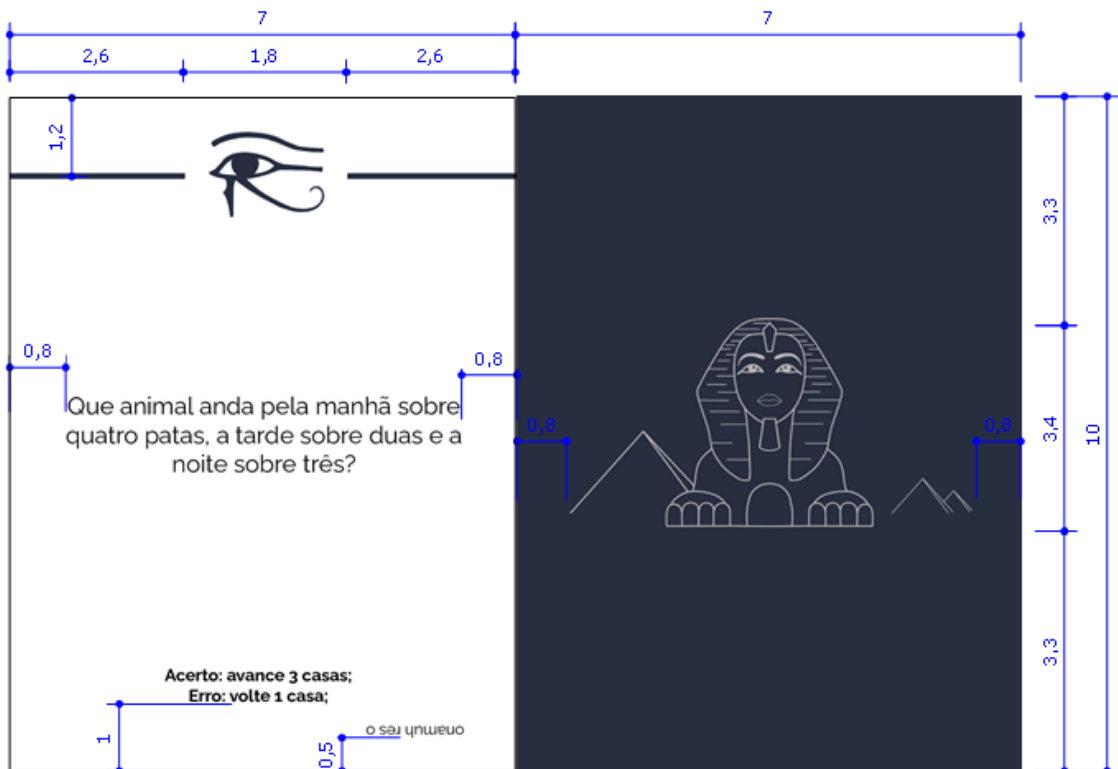 7
7
2,6
1,8
2,6
1,2
3,3
0,8
0,8
Que animal anda pela manhã sobre
quatro patas, a tarde sobre duas e a
noite sobre três?
0,8
0,8
3,4
10
3,3
Acerto: avance 3 casas;
Erro: volte 1 casa;
1
0,5
o ser humano